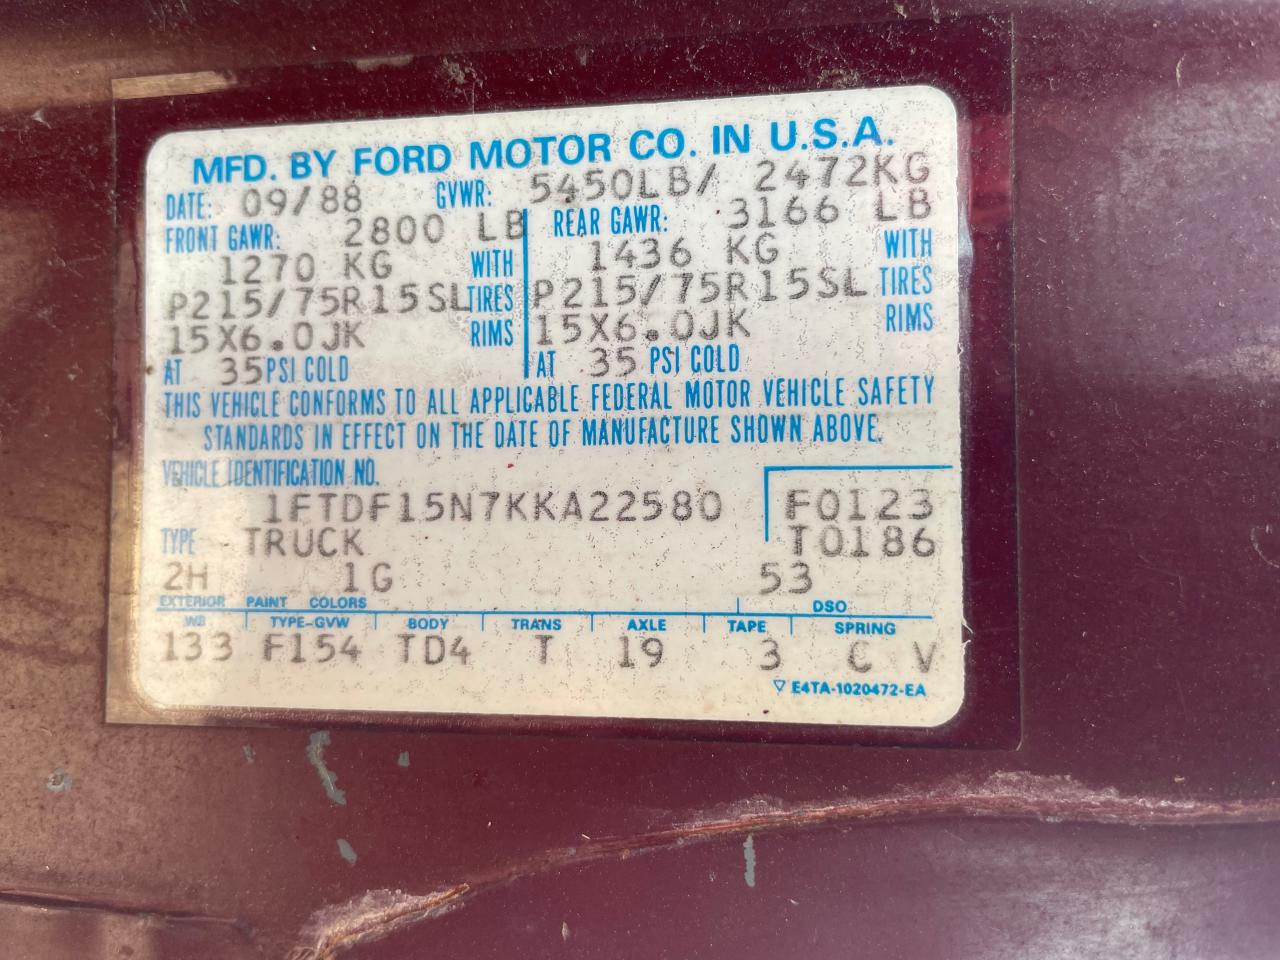 MFD. BY FORD MOTOR CO. IN U.S.A.
DATE: 09/88 GVWR: 5450LB/ 2472KG
FRONT GAWR: 2800 LB REAR GAWR: 3166 LB
1270 KG WITH 1436 KG WITH
P215/75R15SL TIRES P215/75R15SL TIRES
15X6.0JK RIMS 15X6.0JK RIMS
AT 35 PSI COLD AT 35 PSI COLD
THIS VEHICLE CONFORMS TO ALL APPLICABLE FEDERAL MOTOR VEHICLE SAFETY
STANDARDS IN EFFECT ON THE DATE OF MANUFACTURE SHOWN ABOVE.
VEHICLE IDENTIFICATION NO.
1FTDF15N7KKA22580 F0123
TYPE TRUCK T0186
2H 1G 53
EXTERIOR PAINT COLORS DSO
WB TYPE-GVW BODY TRANS AXLE TAPE SPRING
133 F154 TD4 T 19 3 C V
▽ E4TA-1020472-EA